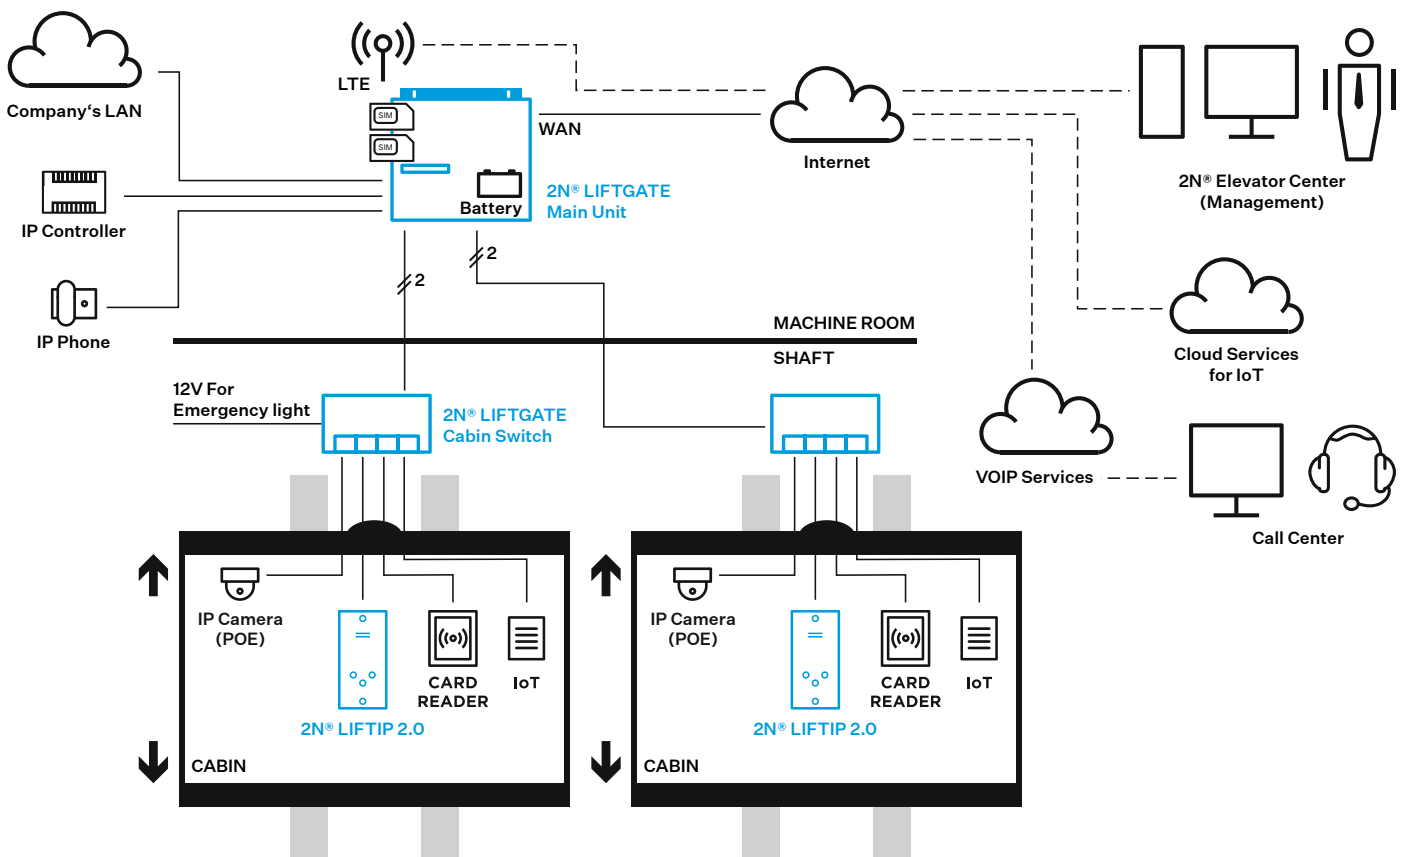 LTE
Company‘s LAN
SIM
SIM
WAN
Internet
2N® Elevator Center
(Management)
2N® LIFTGATE
Main Unit
Battery
IP Controller
2
2
IP Phone
MACHINE ROOM
SHAFT
Cloud Services
for IoT
12V For
Emergency light
2N® LIFTGATE
Cabin Switch
VOIP Services
Call Center
IP Camera
(POE)
CARD
READER
IoT
2N® LIFTIP 2.0
CABIN
IP Camera
(POE)
CARD
READER
IoT
2N® LIFTIP 2.0
CABIN